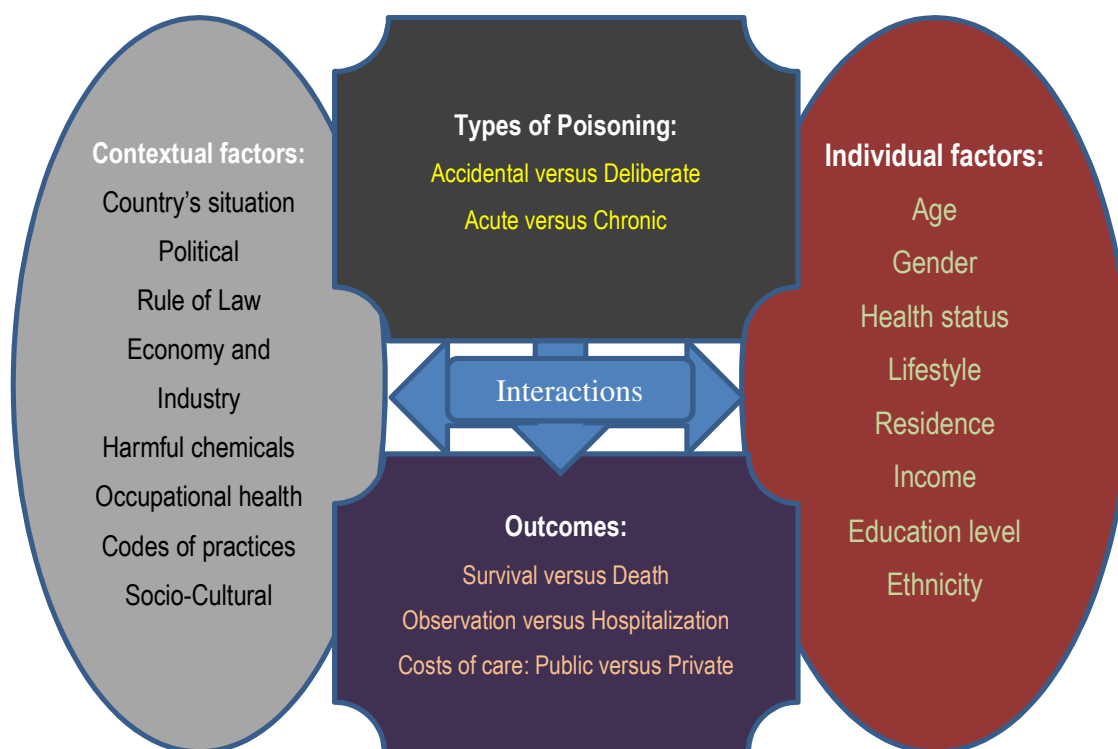 Contextual factors:
Country's situation
Political
Rule of Law
Economy and
Industry
Harmful chemicals
Occupational health
Codes of practices
Socio-Cultural
Types of Poisoning:
Accidental versus Deliberate
Acute versus Chronic
Interactions
Outcomes:
Survival versus Death
Observation versus Hospitalization
Costs of care: Public versus Private
Individual factors:
Age
Gender
Health status
Lifestyle
Residence
Income
Education level
Ethnicity